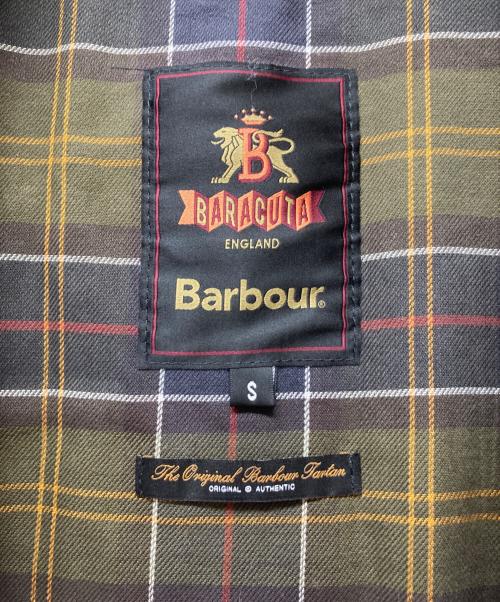 B
BARACUTA
ENGLAND
Barbour®
S
The Original Barbour Tartan
ORIGINAL © AUTHENTIC